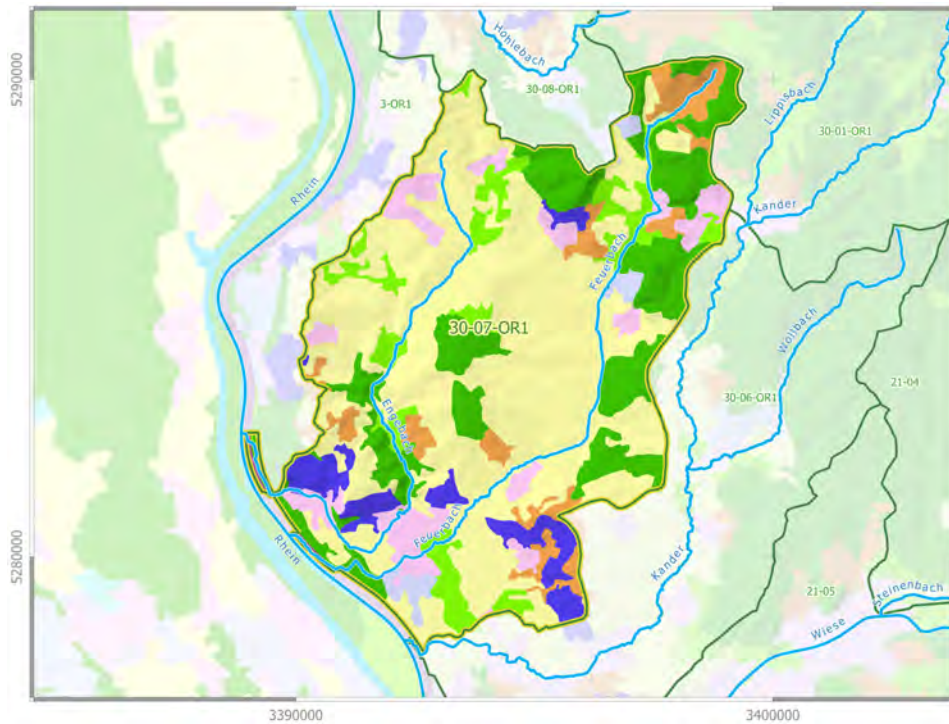 Hohlebach
5290000
30-08-OR1
3-OR1
Lippisbach
30-01-OR1
Rhein
Kander
Feuerbach
Wollbach
30-07-OR1
21-04
30-06-OR1
Engebach
Feuerbach
Rhein
Kander
5280000
21-05
Steinenbach
Wiese
3390000
3400000